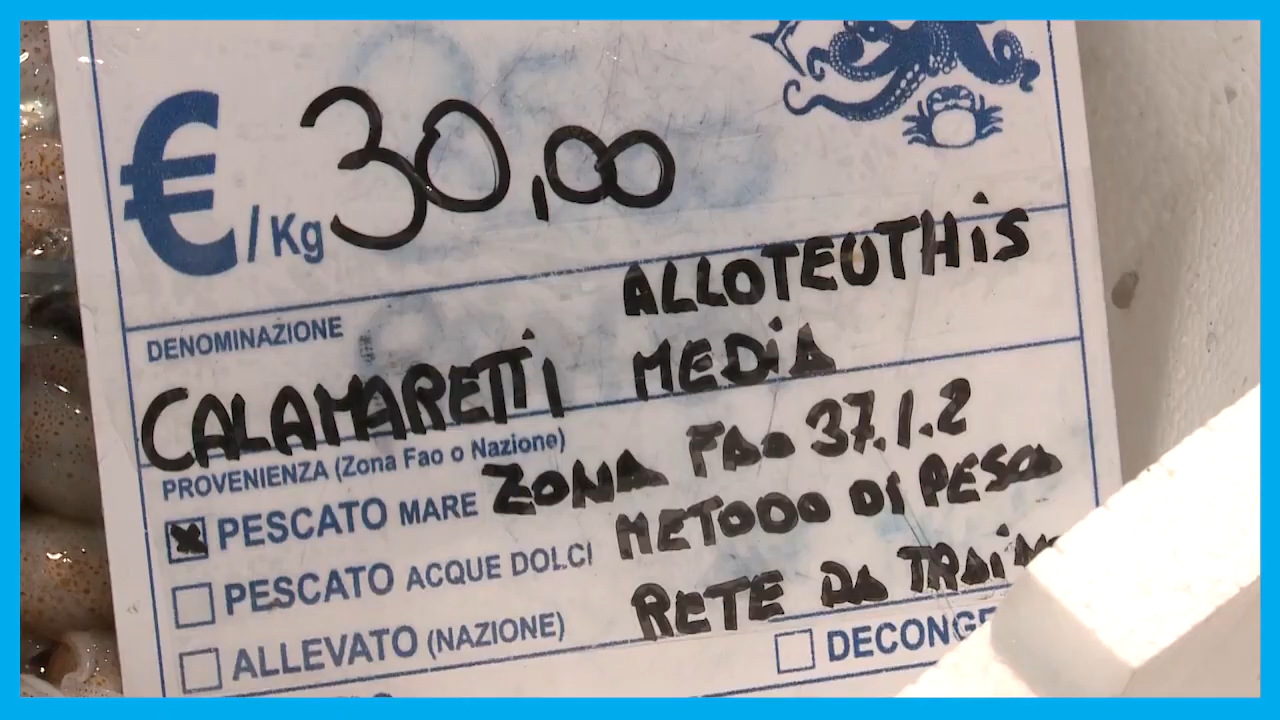 €/Kg 30,00
DENOMINAZIONE
ALLOTEUTHIS
CALAMARETTI MEDIA
PROVENIENZA (Zona Fao o Nazione)
PESCATO MARE ZONA FAO 37.1.2
PESCATO ACQUE DOLCI METODO DI PESCA
ALLEVATO (NAZIONE) RETE DA
DECONGE